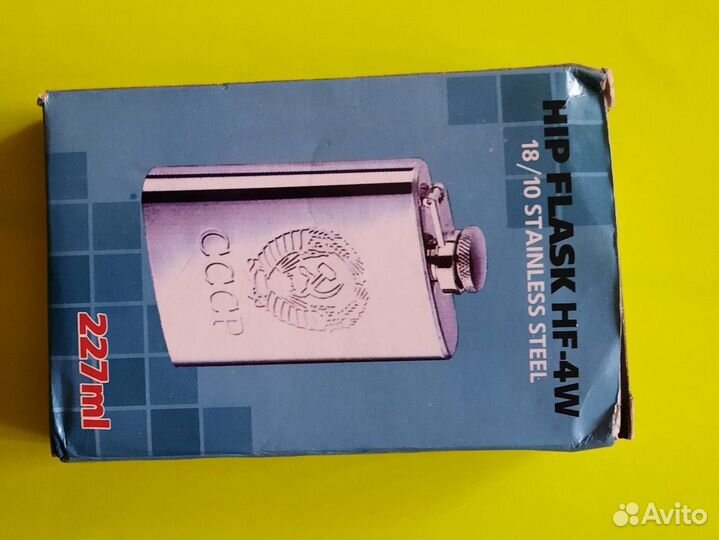 HIP FLASK HF-4W
18/10 STAINLESS STEEL
СССР
227ml
Avito